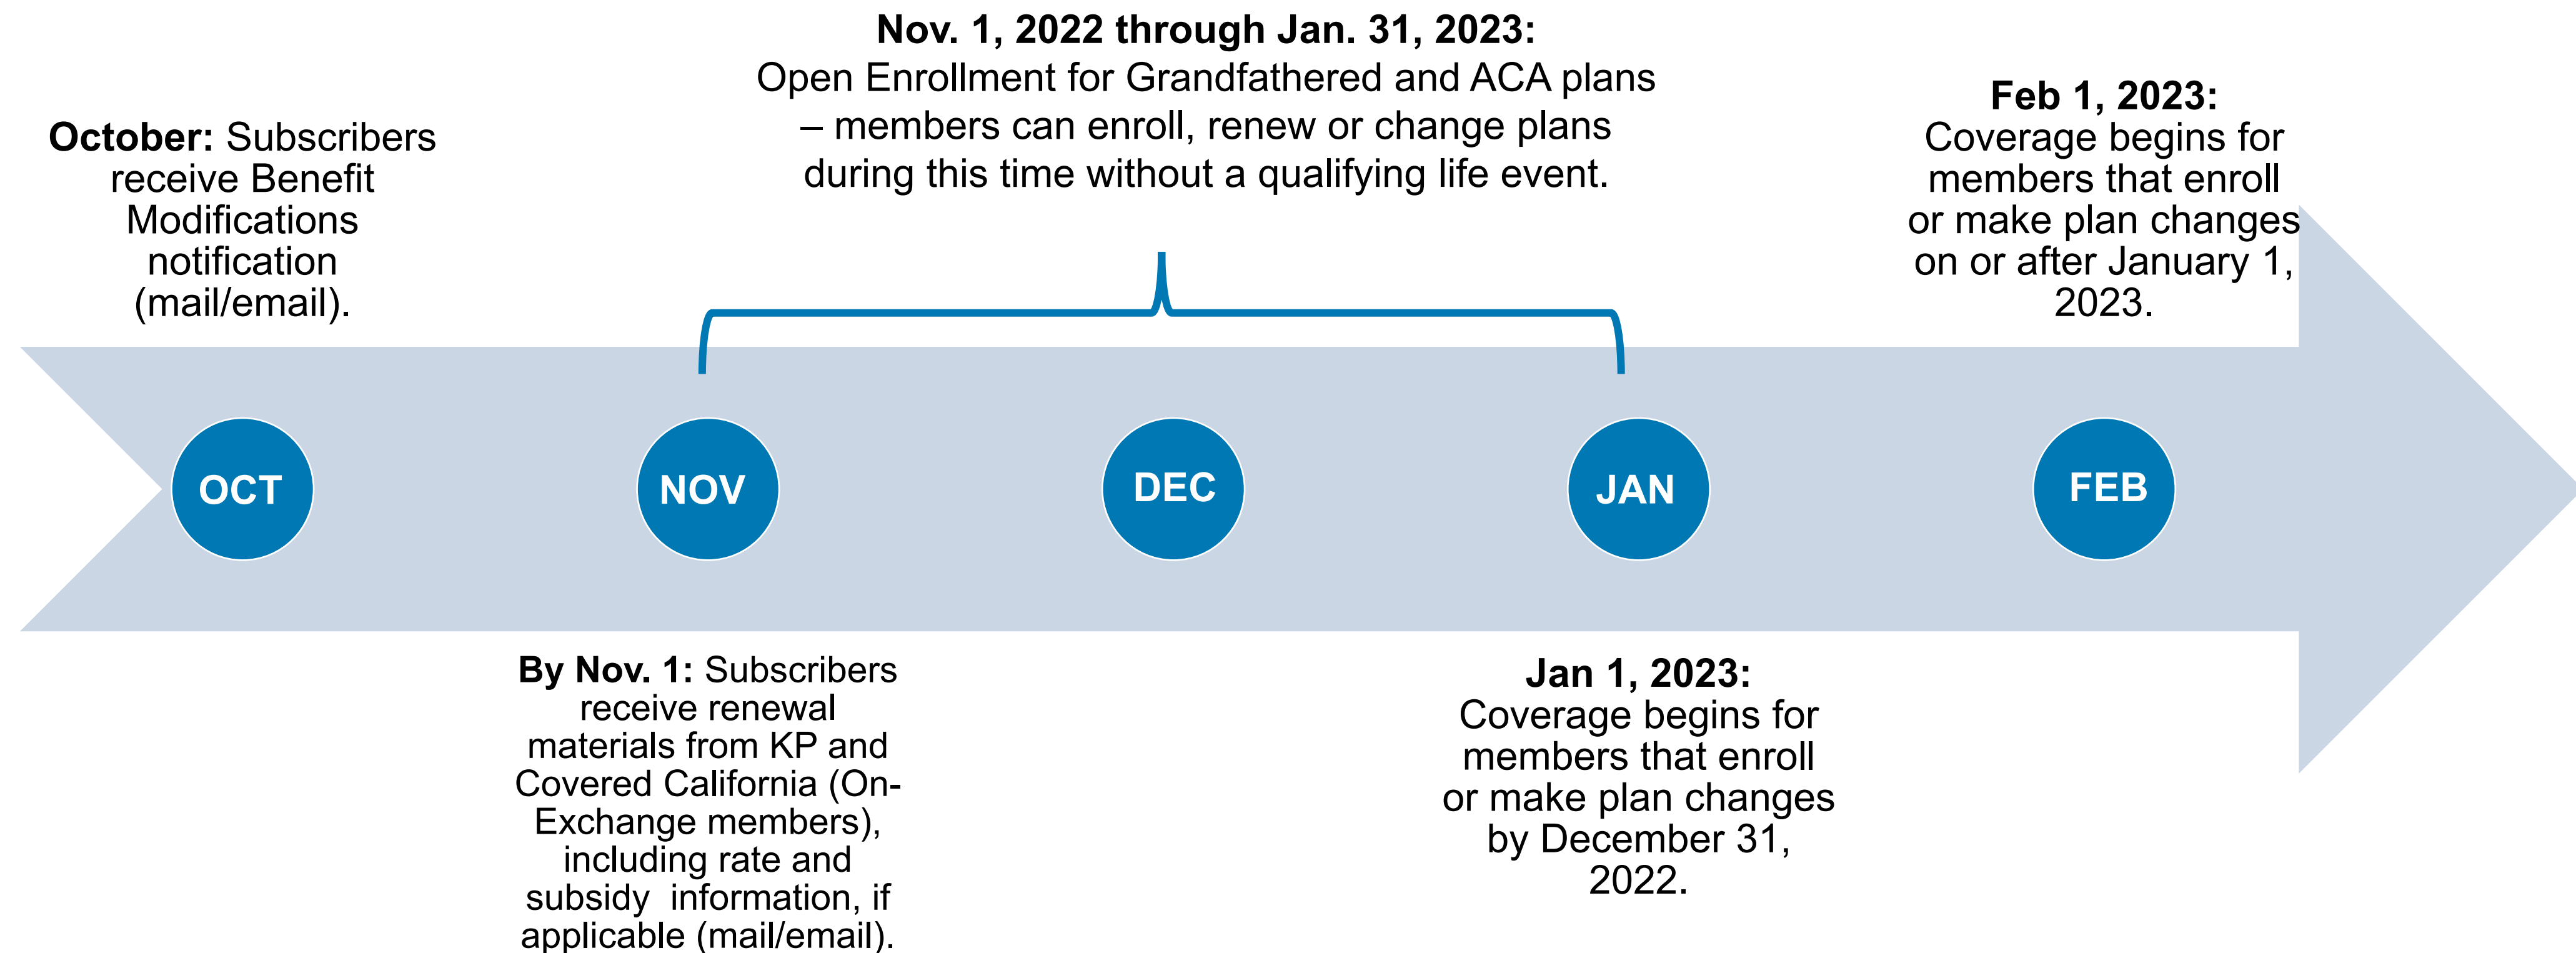 October: Subscribers
receive Benefit
Modifications
notification
(mail/email).
Nov. 1, 2022 through Jan. 31, 2023:
Open Enrollment for Grandfathered and ACA plans
– members can enroll, renew or change plans
during this time without a qualifying life event.
Feb 1, 2023:
Coverage begins for
members that enroll
or make plan changes
on or after January 1,
2023.
OCT
NOV
DEC
JAN
FEB
By Nov. 1: Subscribers
receive renewal
materials from KP and
Covered California (On-
Exchange members),
including rate and
subsidy  information, if
applicable (mail/email).
Jan 1, 2023:
Coverage begins for
members that enroll
or make plan changes
by December 31,
2022.